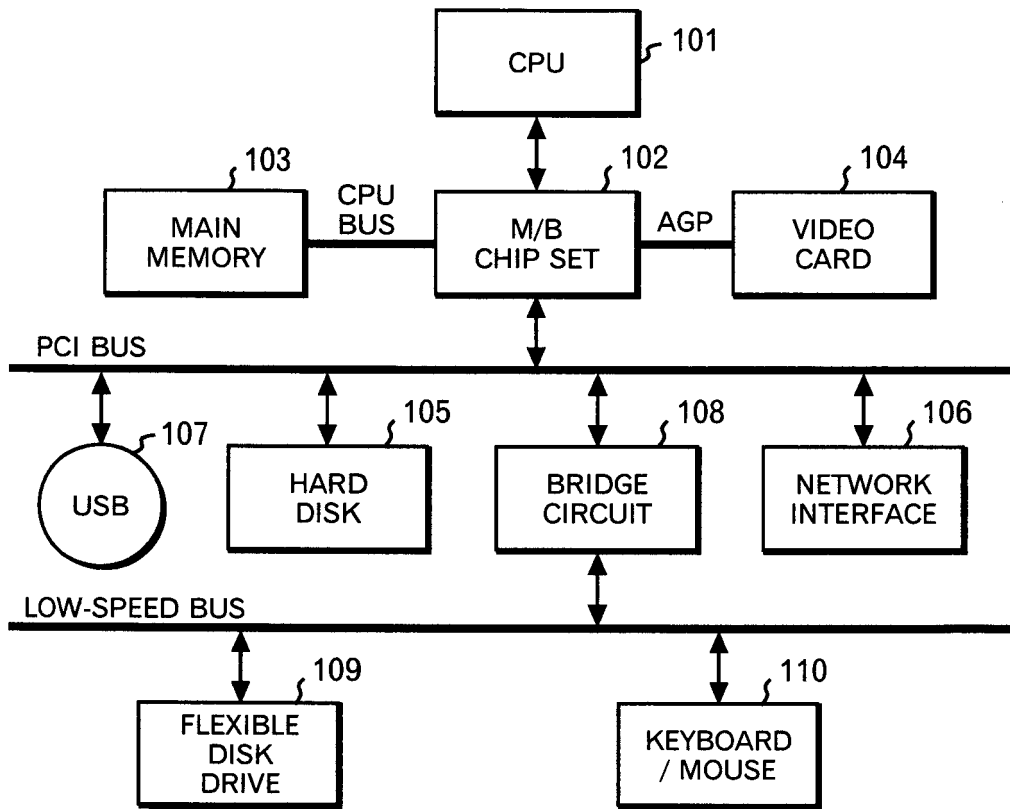 101
CPU
103
102
104
CPU
BUS
MAIN
MEMORY
M/B
CHIP SET
AGP
VIDEO
CARD
PCI BUS
107
105
108
106
USB
HARD
DISK
BRIDGE
CIRCUIT
NETWORK
INTERFACE
LOW-SPEED BUS
109
110
FLEXIBLE
DISK
DRIVE
KEYBOARD
/ MOUSE